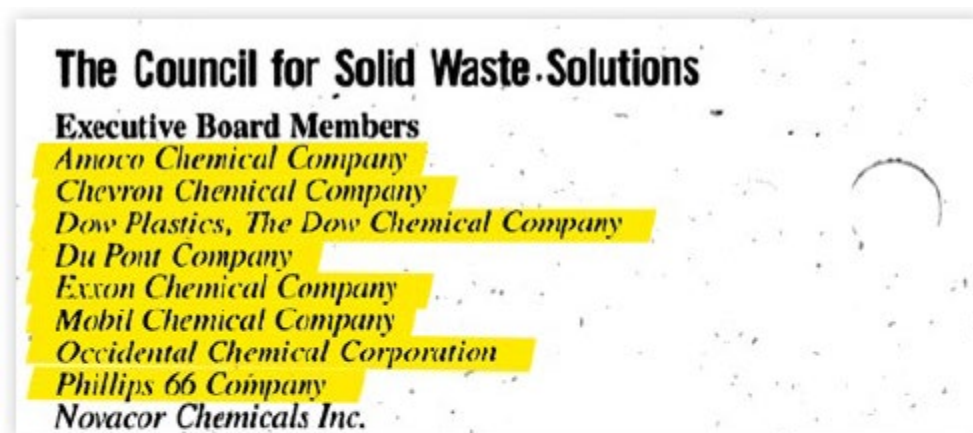 The Council for Solid Waste Solutions
Executive Board Members
Amoco Chemical Company
Chevron Chemical Company
Dow Plastics, The Dow Chemical Company
Du Pont Company
Exxon Chemical Company
Mobil Chemical Company
Occidental Chemical Corporation
Phillips 66 Company
Novacor Chemicals Inc.